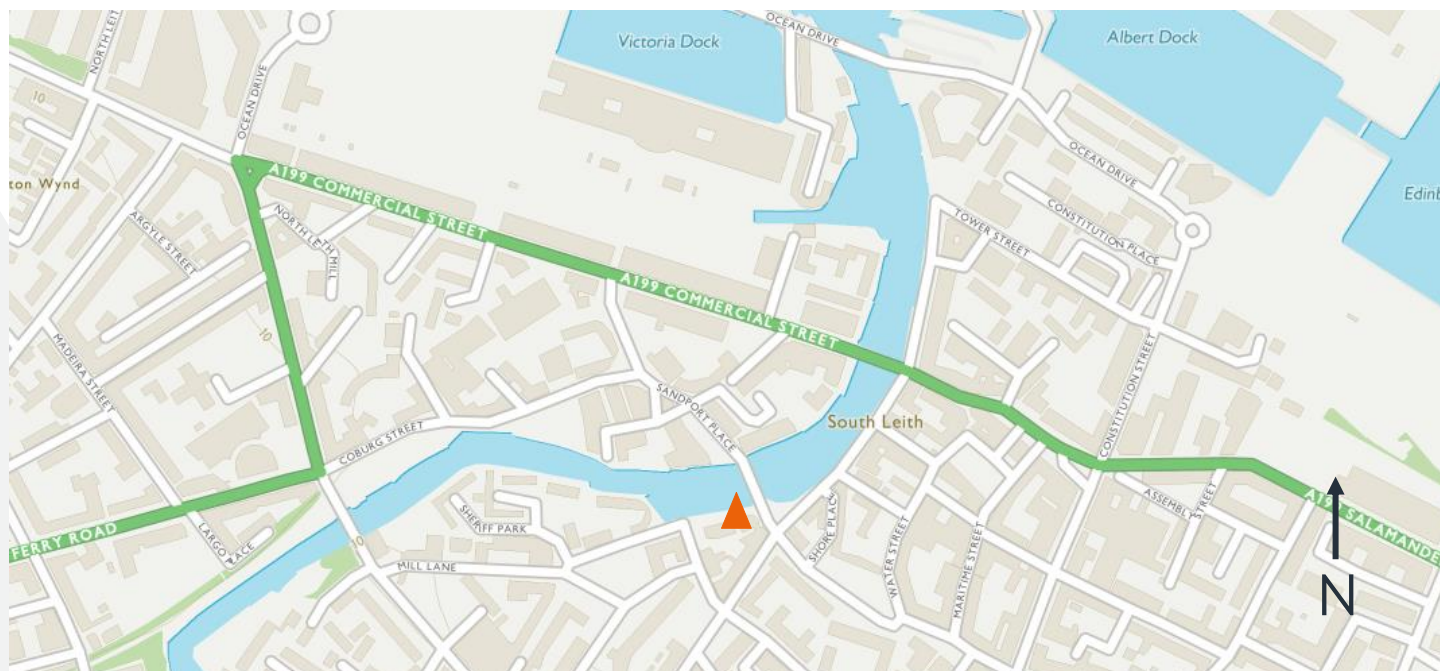 OCEAN DRIVE
Victoria Dock
Albert Dock
NORTH LEIT
10
OCEAN DRIVE
OCEAN DRIVE
A199 COMMERCIAL STREET
ton Wynd
Edinb
ARGYLE STREET
NORTH LEITH MILL
CONSTITUTION PLACE
TOWER STREET
A199 COMMERCIAL STREET
10
MADEIRA STREET
SANDPORT PLACE
CONSTITUTION STREET
South Leith
COBURG STREET
ASSEMBLY STREET
A199 SALAMANDE
SHERIFF PARK
SHORE PLACE
FERRY ROAD
LARGO PLACE
10
WATER STREET
MARITIME STREET
MILL LANE
N